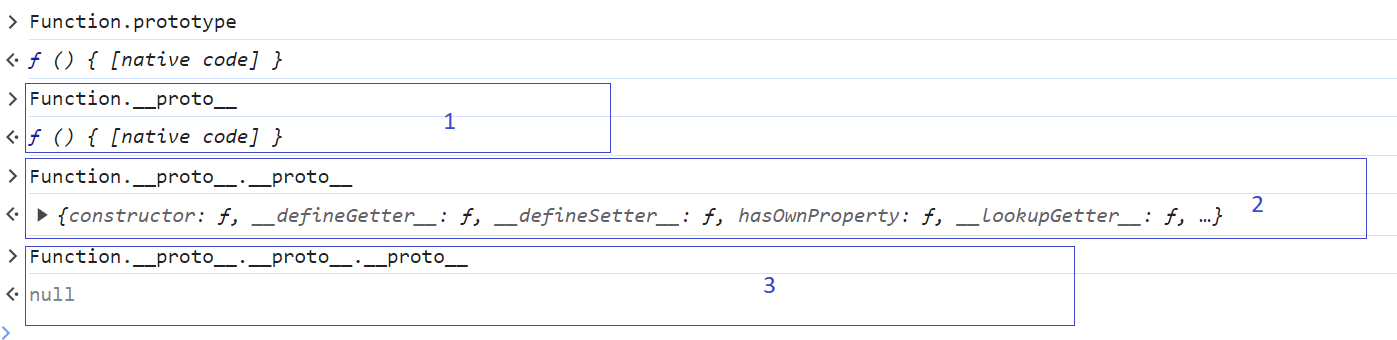 > Function.prototype
<· ƒ () { [native code] }
> Function.__proto__
1
<· ƒ () { [native code] }
> Function.__proto__.__proto__
<· ▶ {constructor: ƒ, __defineGetter__: ƒ, __defineSetter__: ƒ, hasOwnProperty: ƒ, __lookupGetter__: ƒ, …}
2
> Function.__proto__.__proto__.__proto__
3
<· null
>